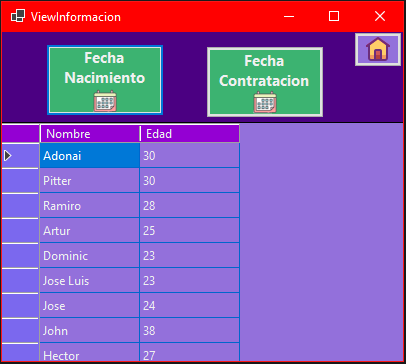 ViewInformacion
Fecha
Nacimiento
Fecha
Contratacion
Nombre Edad
Adonai 30
Pitter 30
Ramiro 28
Artur 25
Dominic 23
Jose Luis 23
Jose 24
John 38
Hector 27